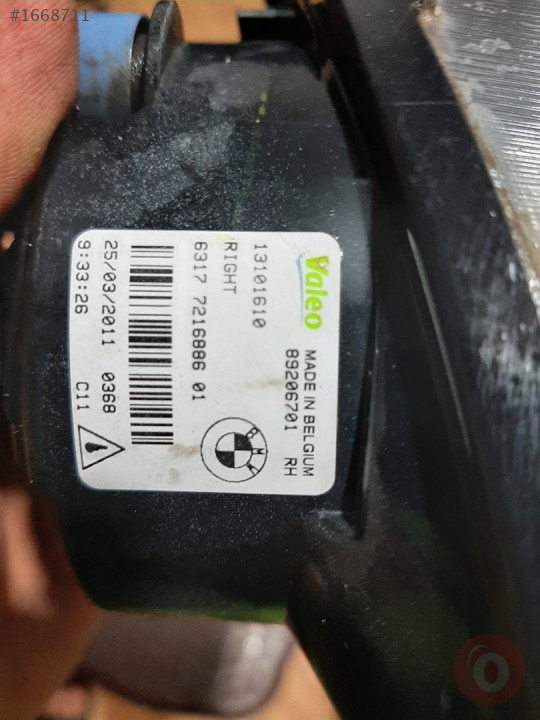 #1668711
Valeo
MADE IN BELGIUM
89206701 RH
13101610
RIGHT
6317 7216886 01
BMW
25/03/2011 0368
9:33:26 C11